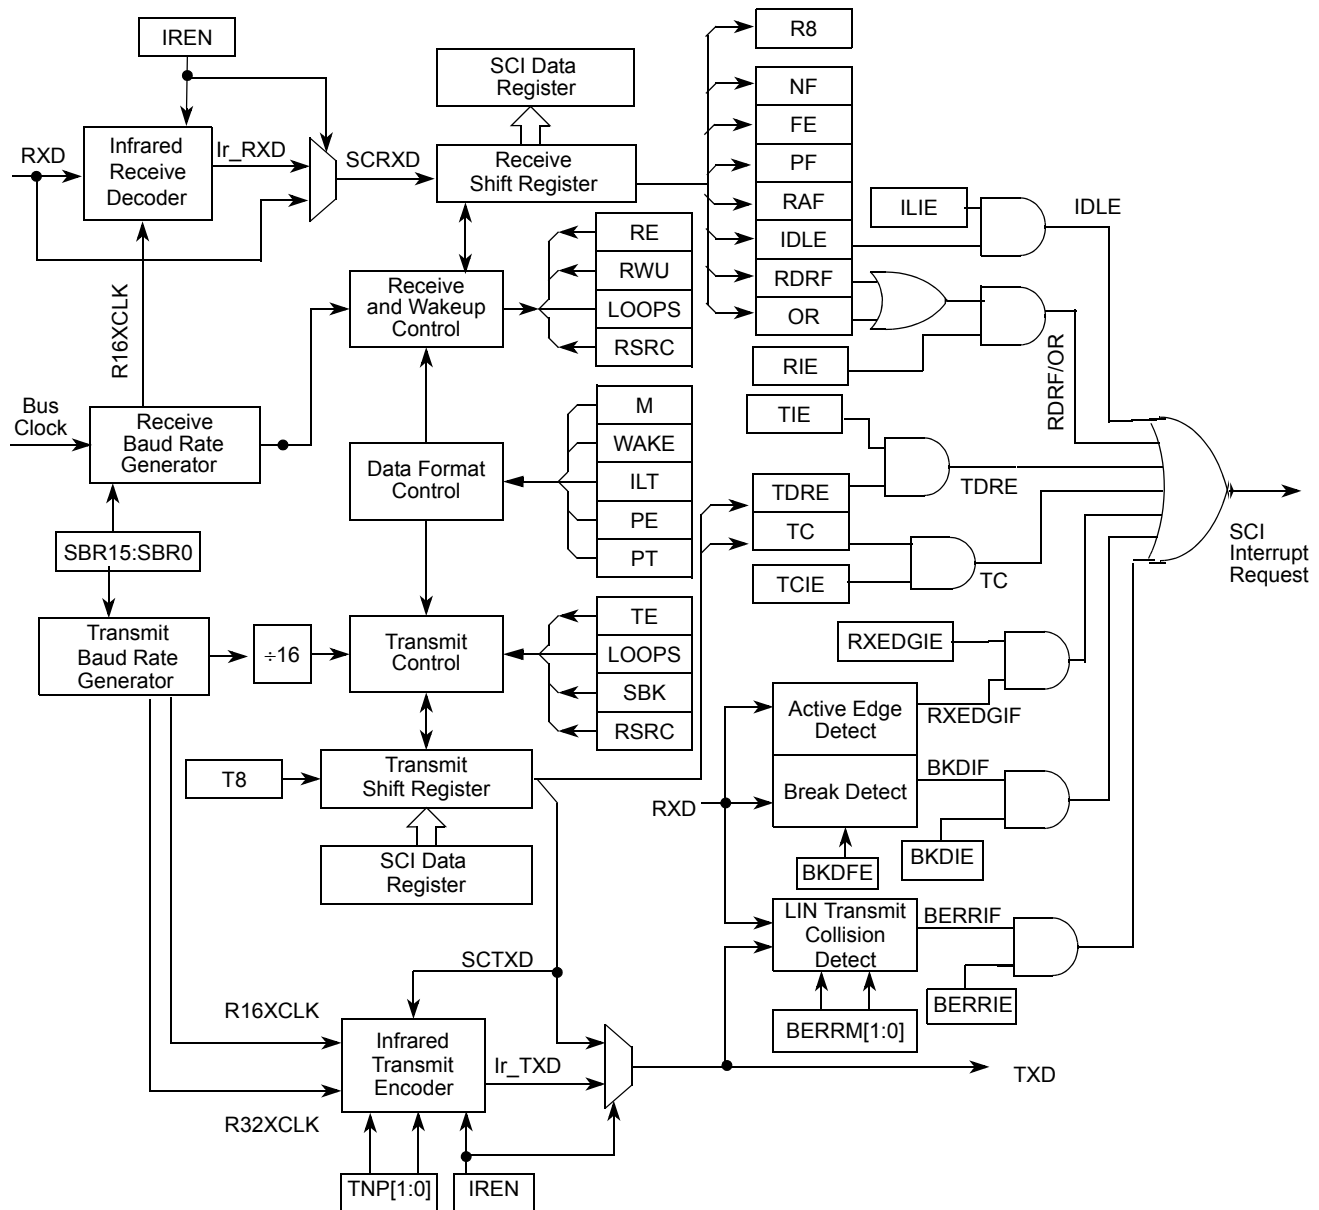 IREN
SCI Data
Register
R8
NF
FE
PF
RAF
IDLE
RDRF
OR
RXD
Infrared
Receive
Decoder
Ir_RXD
SCRXD
Receive
Shift Register
ILIE
IDLE
RE
RWU
LOOPS
RSRC
Receive
and Wakeup
Control
R16XCLK
RIE
RDRF/OR
Bus
Clock
Receive
Baud Rate
Generator
M
WAKE
ILT
PE
PT
Data Format
Control
TIE
TDRE
TC
TCIE
TDRE
TC
SCI
Interrupt
Request
SBR15:SBR0
Transmit
Baud Rate
Generator
÷16
Transmit
Control
TE
LOOPS
SBK
RSRC
RXEDGIE
Active Edge
Detect
RXEDGIF
Break Detect
BKDIF
RXD
BKDFE
BKDIE
T8
Transmit
Shift Register
SCI Data
Register
LIN Transmit
Collision
Detect
BERRIF
BERRIE
BERRM[1:0]
SCTXD
R16XCLK
Infrared
Transmit
Encoder
Ir_TXD
TXD
R32XCLK
TNP[1:0]
IREN